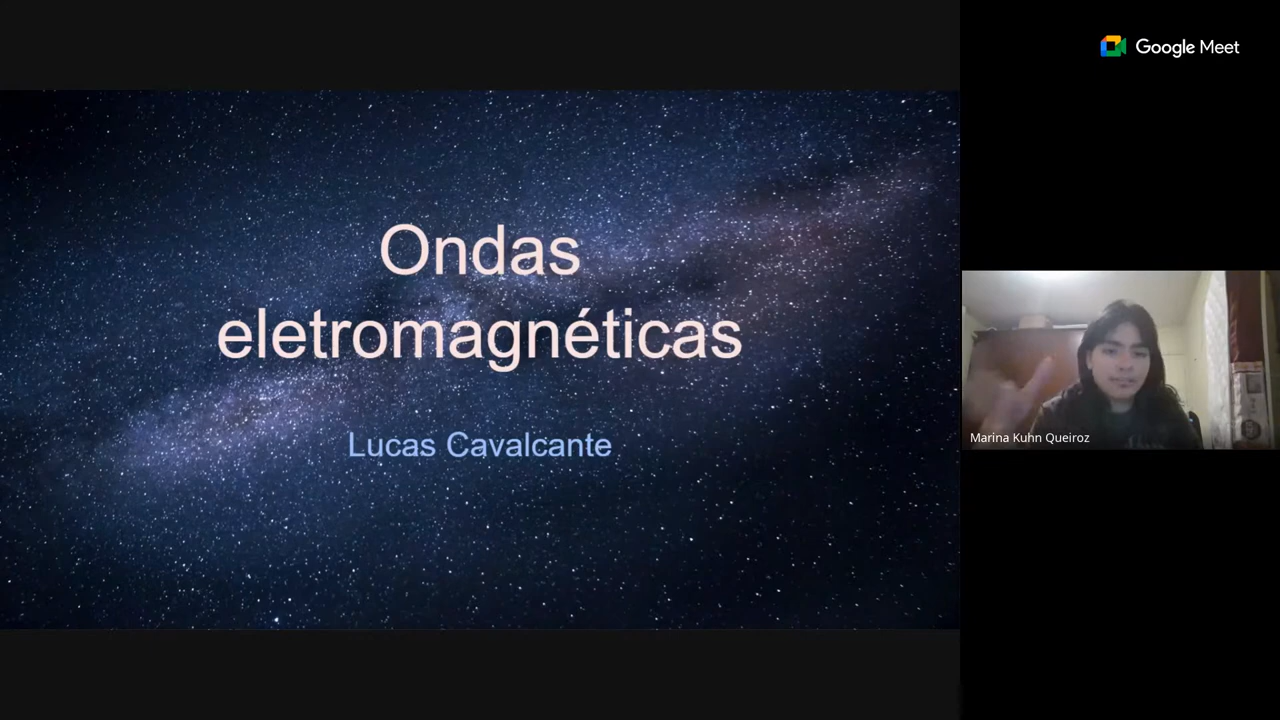 Google Meet
Ondas
eletromagnéticas
Lucas Cavalcante
Marina Kuhn Queiroz